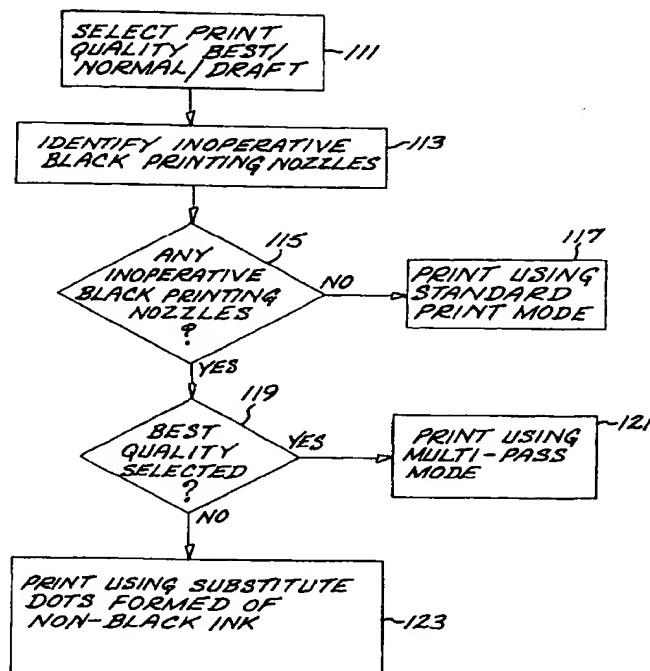 SELECT PRINT
QUALITY BEST/
NORMAL/DRAFT
111
IDENTIFY INOPERATIVE
BLACK PRINTING NOZZLES
113
115
ANY
INOPERATIVE
BLACK PRINTING
NOZZLES
?
NO
117
PRINT USING
STANDARD
PRINT MODE
YES
119
BEST
QUALITY
SELECTED
?
YES
121
PRINT USING
MULTI-PASS
MODE
NO
PRINT USING SUBSTITUTE
DOTS FORMED OF
NON-BLACK INK
123